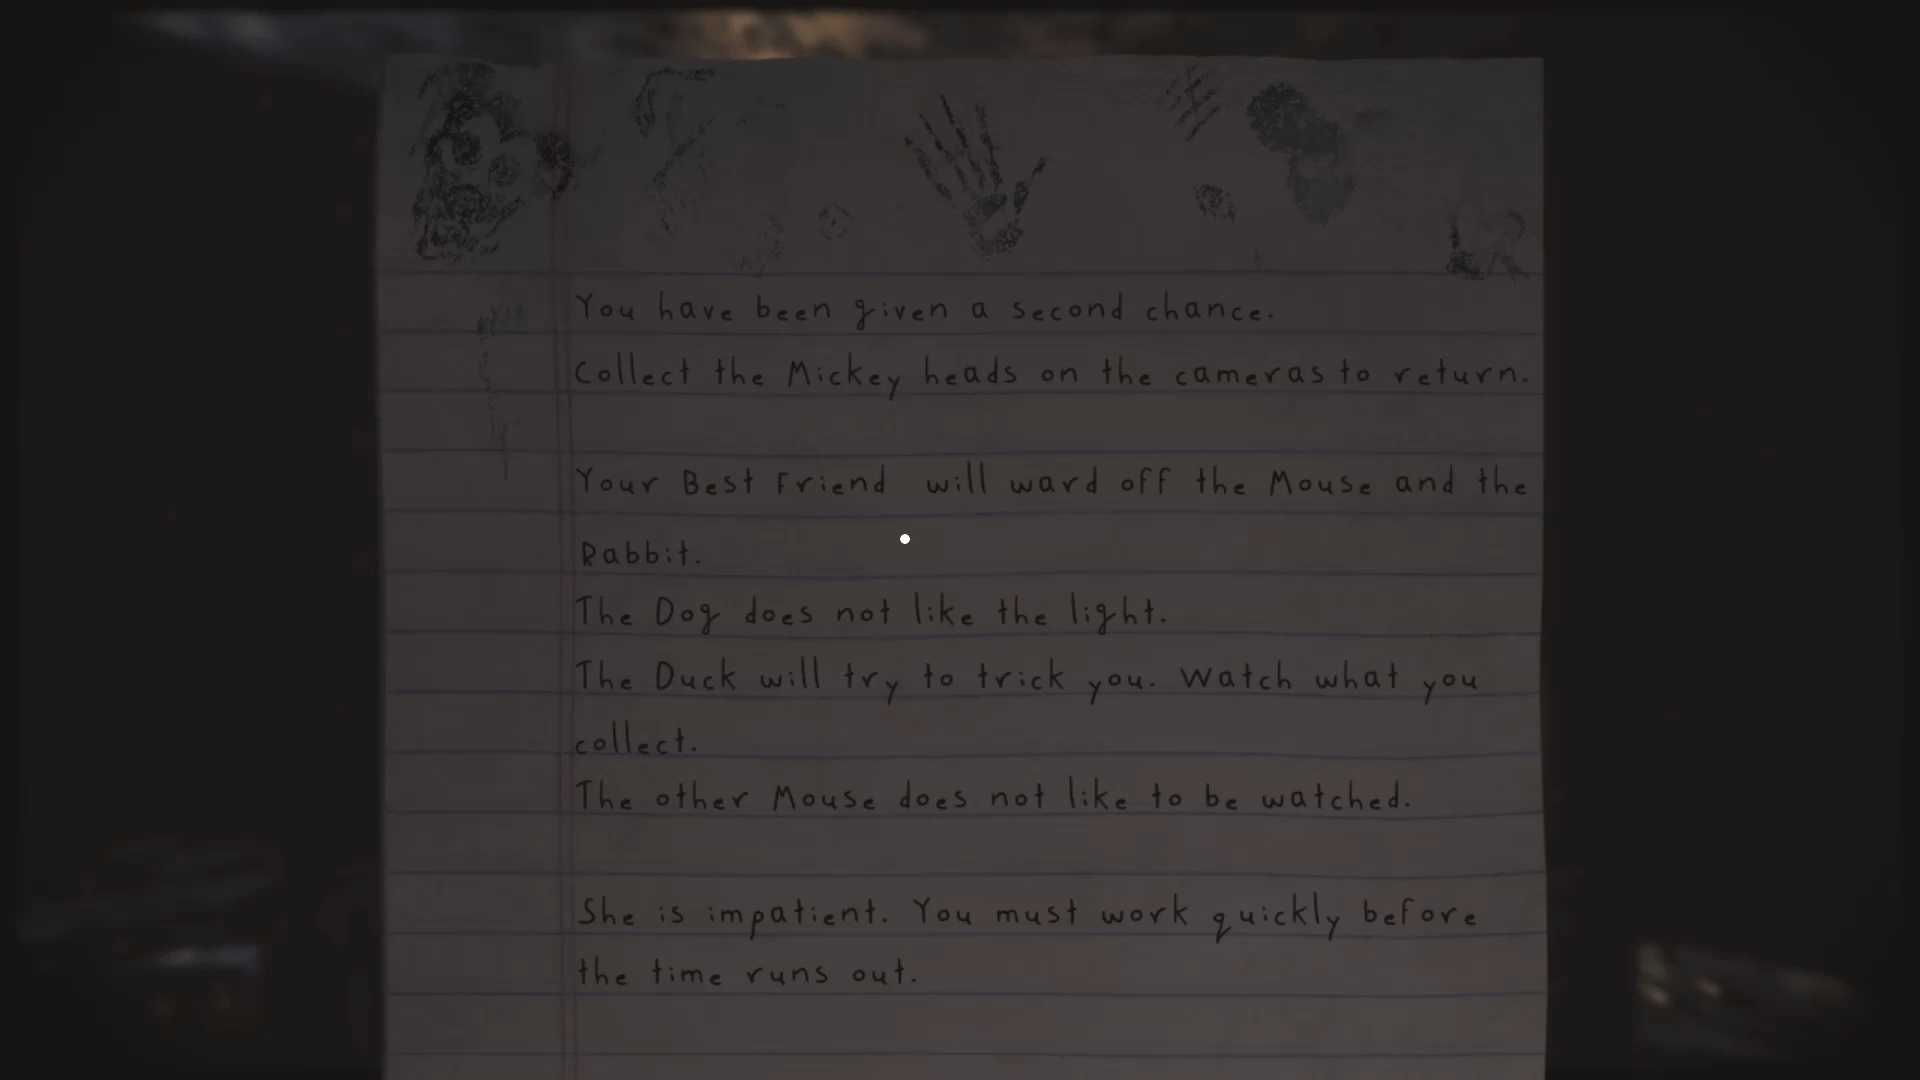 You have been given a second chance.
Collect the Mickey heads on the cameras to return.
Your Best Friend will ward off the Mouse and the
Rabbit.
The Dog does not like the light.
The Duck will try to trick you. Watch what you
collect.
The other Mouse does not like to be watched.
She is impatient. You must work quickly before
the time runs out.